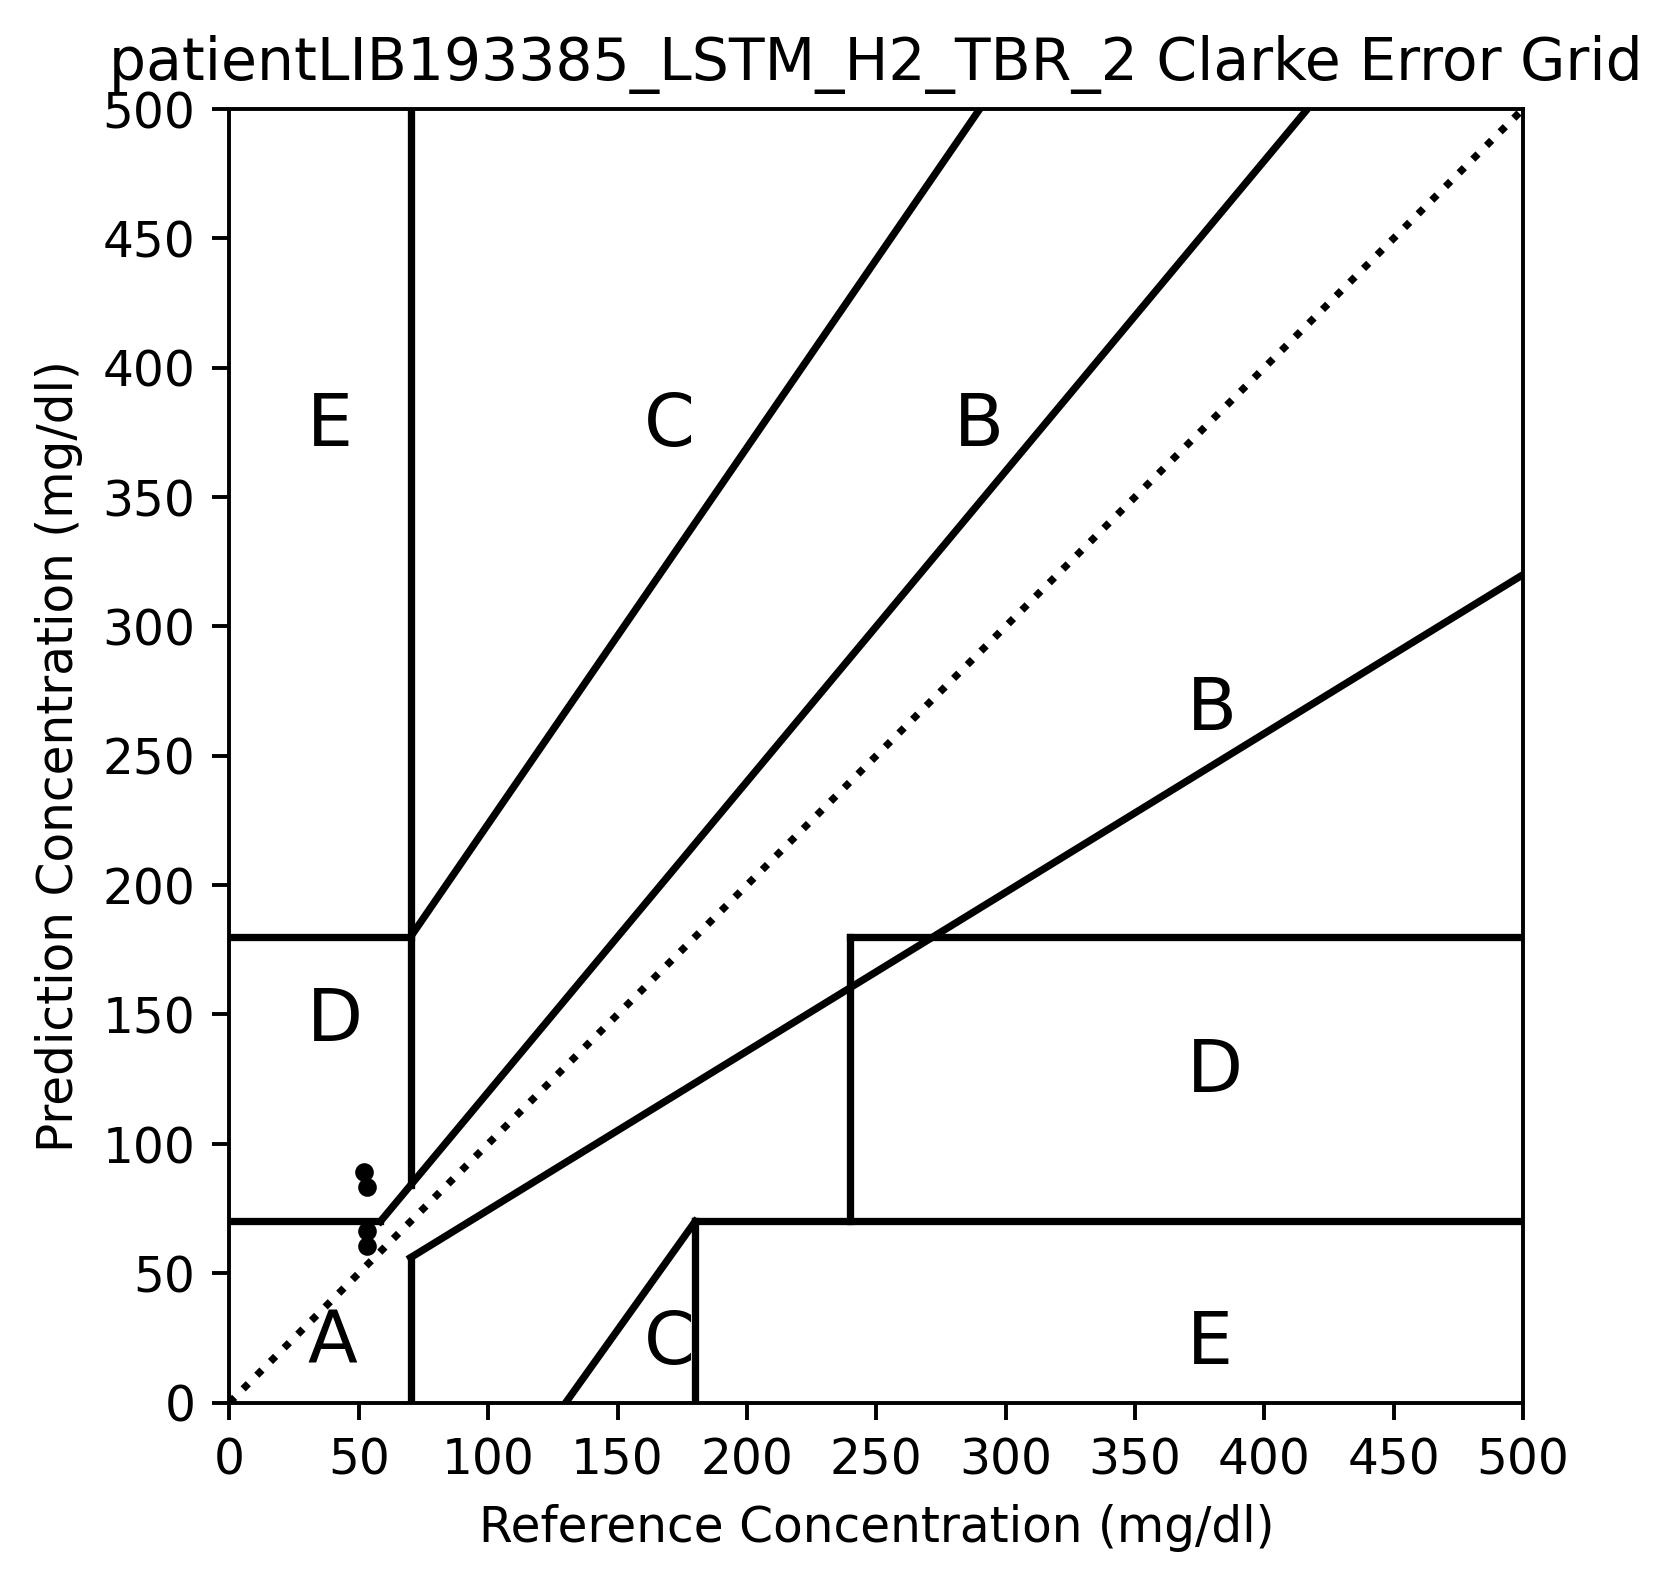 patientLIB193385_LSTM_H2_TBR_2 Clarke Error Grid
500
450
400
350
300
250
200
150
100
50
0
Prediction Concentration (mg/dl)
E
C
B
B
D
D
A
C
E
0 50 100 150 200 250 300 350 400 450 500
Reference Concentration (mg/dl)